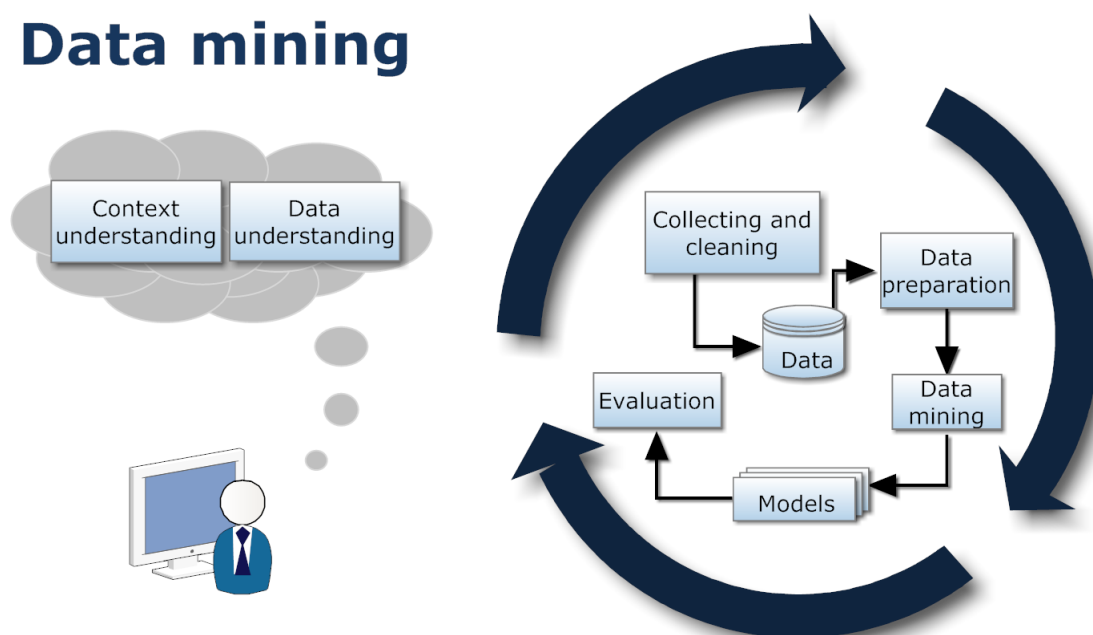 Data mining
Context
understanding
Data
understanding
Collecting and
cleaning
Data
Data
preparation
Data
mining
Models
Evaluation